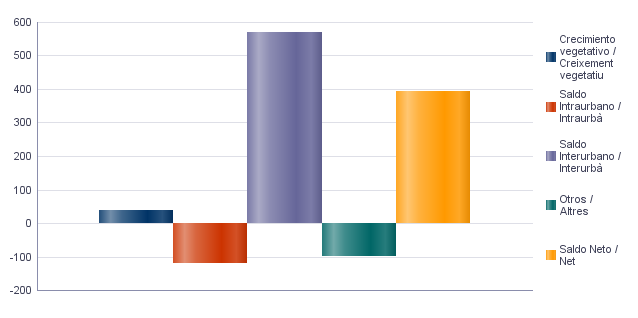 600
500
400
300
200
100
0
-100
-200
Crecimiento
vegetativo /
Creixement
vegetatiu
Saldo
Intraurbano /
Intraurbà
Saldo
Interurbano /
Interurbà
Otros /
Altres
Saldo Neto /
Net